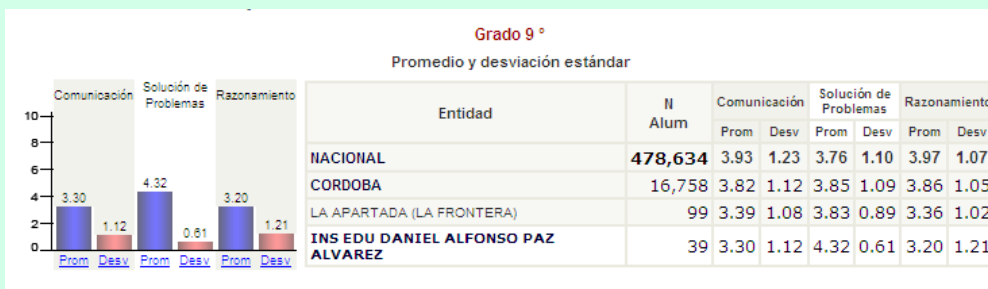 Grado 9 °
Promedio y desviación estándar
Comunicación Solución de Problemas Razonamiento
10
8
6
4
2
0
3.30 1.12 4.32 0.61 3.20 1.21
Prom Desv Prom Desv Prom Desv
Entidad N Alum Comunicación Solución de Problemas Razonamiento
Prom Desv Prom Desv Prom Desv
NACIONAL 478,634 3.93 1.23 3.76 1.10 3.97 1.07
CORDOBA 16,758 3.82 1.12 3.85 1.09 3.86 1.05
LA APARTADA (LA FRONTERA) 99 3.39 1.08 3.83 0.89 3.36 1.02
INS EDU DANIEL ALFONSO PAZ
ALVAREZ 39 3.30 1.12 4.32 0.61 3.20 1.21